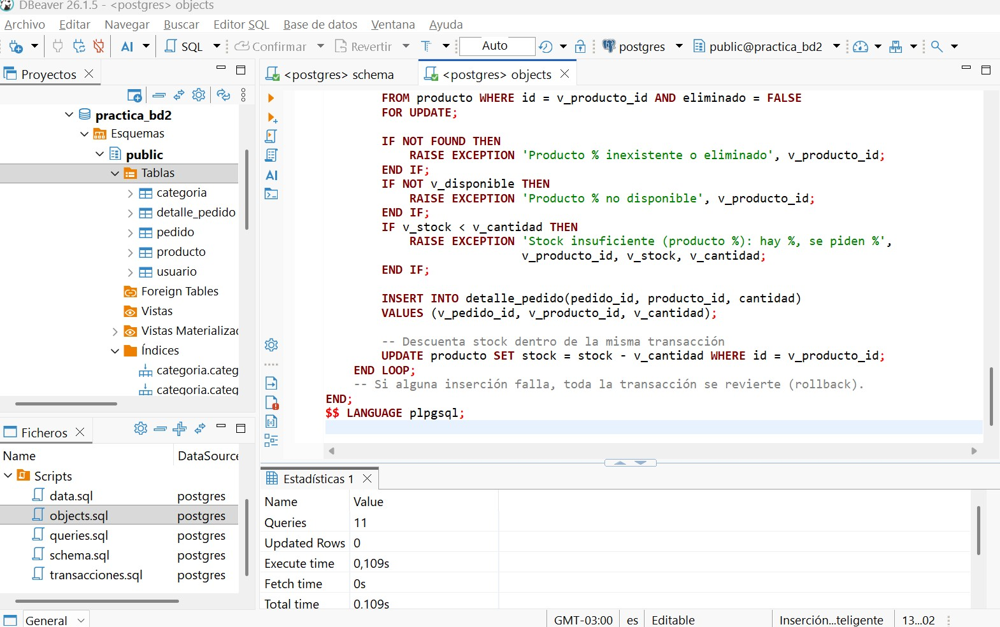 DBeaver 26.1.5 - <postgres> objects
Archivo Editar Navegar Buscar Editor SQL Base de datos Ventana Ayuda
AI SQL Confirmar Revertir T Auto postgres public@practica_bd2
Proyectos
practica_bd2
Esquemas
public
Tablas
categoria
detalle_pedido
pedido
producto
usuario
Foreign Tables
Vistas
Vistas Materializac
Índices
categoria.categ
categoria.categ
Ficheros
Name DataSource
Scripts
data.sql postgres
objects.sql postgres
queries.sql postgres
schema.sql postgres
transacciones.sql postgres
General
<postgres> schema <postgres> objects
AI
FROM producto WHERE id = v_producto_id AND eliminado = FALSE
FOR UPDATE;
IF NOT FOUND THEN
RAISE EXCEPTION 'Producto % inexistente o eliminado', v_producto_id;
END IF;
IF NOT v_disponible THEN
RAISE EXCEPTION 'Producto % no disponible', v_producto_id;
END IF;
IF v_stock < v_cantidad THEN
RAISE EXCEPTION 'Stock insuficiente (producto %): hay %, se piden %',
v_producto_id, v_stock, v_cantidad;
END IF;
INSERT INTO detalle_pedido(pedido_id, producto_id, cantidad)
VALUES (v_pedido_id, v_producto_id, v_cantidad);
-- Descuenta stock dentro de la misma transacción
UPDATE producto SET stock = stock - v_cantidad WHERE id = v_producto_id;
END LOOP;
-- Si alguna inserción falla, toda la transacción se revierte (rollback).
END;
$$ LANGUAGE plpgsql;
Estadísticas 1
Name Value
Queries 11
Updated Rows 0
Execute time 0,109s
Fetch time 0s
Total time 0,109s
GMT-03:00 es Editable Inserción...teligente 13...02